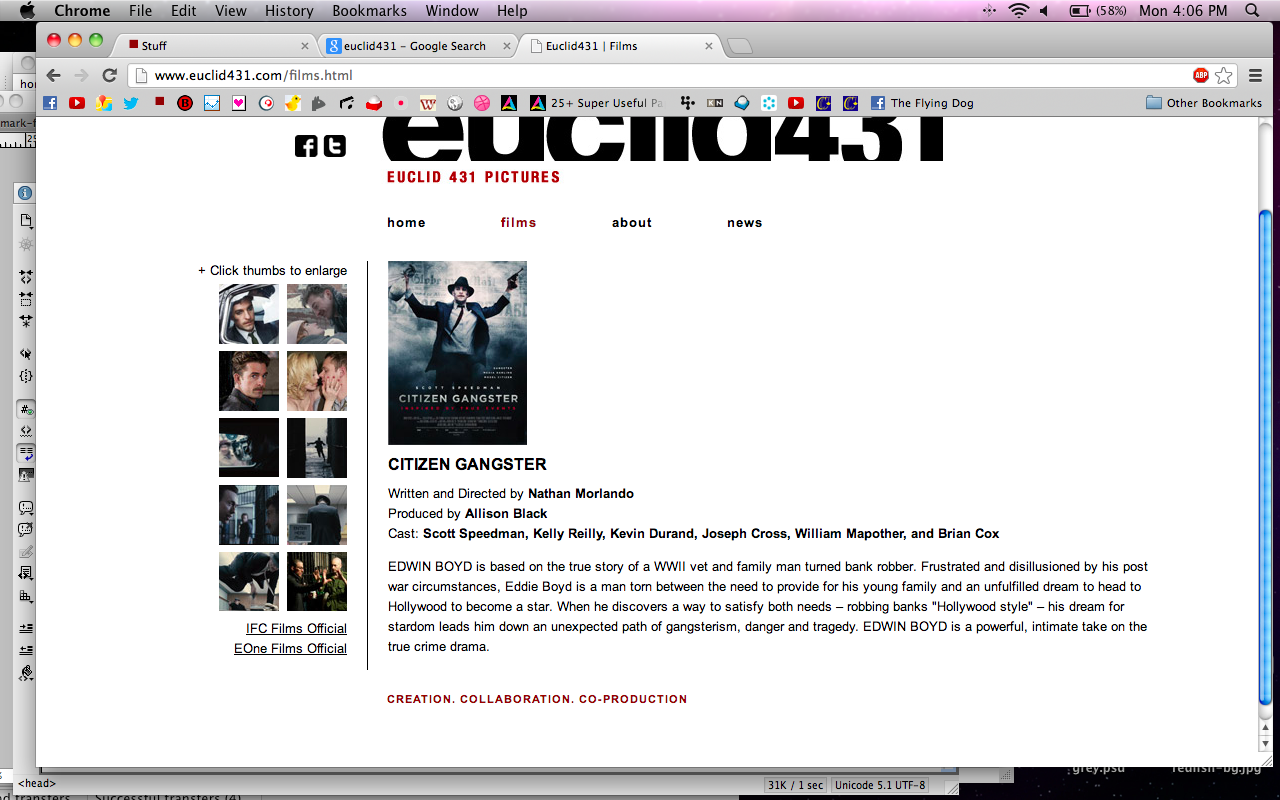 Chrome File Edit View History Bookmarks Window Help (58%) Mon 4:06 PM
Stuff euclid431 - Google Search Euclid431 | Films
www.euclid431.com/films.html
ABP
25+ Super Useful Pa KN The Flying Dog Other Bookmarks
euclid431
EUCLID 431 PICTURES
home films about news
+ Click thumbs to enlarge
SCOTT SPEEDMAN
CITIZEN GANGSTER
INSPIRED BY TRUE EVENTS
CITIZEN GANGSTER
Written and Directed by Nathan Morlando
Produced by Allison Black
Cast: Scott Speedman, Kelly Reilly, Kevin Durand, Joseph Cross, William Mapother, and Brian Cox
EDWIN BOYD is based on the true story of a WWII vet and family man turned bank robber. Frustrated and disillusioned by his post
war circumstances, Eddie Boyd is a man torn between the need to provide for his young family and an unfulfilled dream to head to
Hollywood to become a star. When he discovers a way to satisfy both needs – robbing banks "Hollywood style" – his dream for
stardom leads him down an unexpected path of gangsterism, danger and tragedy. EDWIN BOYD is a powerful, intimate take on the
true crime drama.
IFC Films Official
EOne Films Official
CREATION. COLLABORATION. CO-PRODUCTION
grey.psd redfish-bg.jpg
<head> 31K / 1 sec Unicode 5.1 UTF-8
transfers Successful transfers (4)